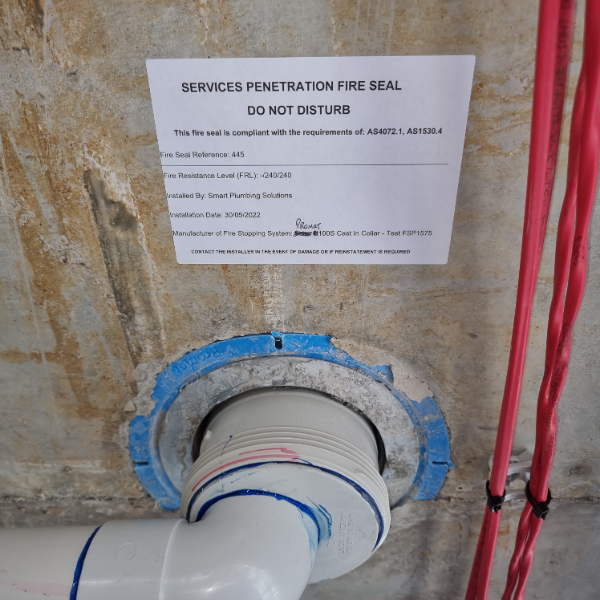 SERVICES PENETRATION FIRE SEAL
DO NOT DISTURB
This fire seal is compliant with the requirements of: AS4072.1, AS1530.4
Fire Seal Reference: 445
Fire Resistance Level (FRL): -/240/240
Installed By: Smart Plumbing Solutions
Installation Date: 30/05/2022
PROMAT
Manufacturer of Fire Stopping System: H100S Cast In Collar - Test FSP1575
CONTACT THE INSTALLER IN THE EVENT OF DAMAGE OR IF REINSTATEMENT IS REQUIRED